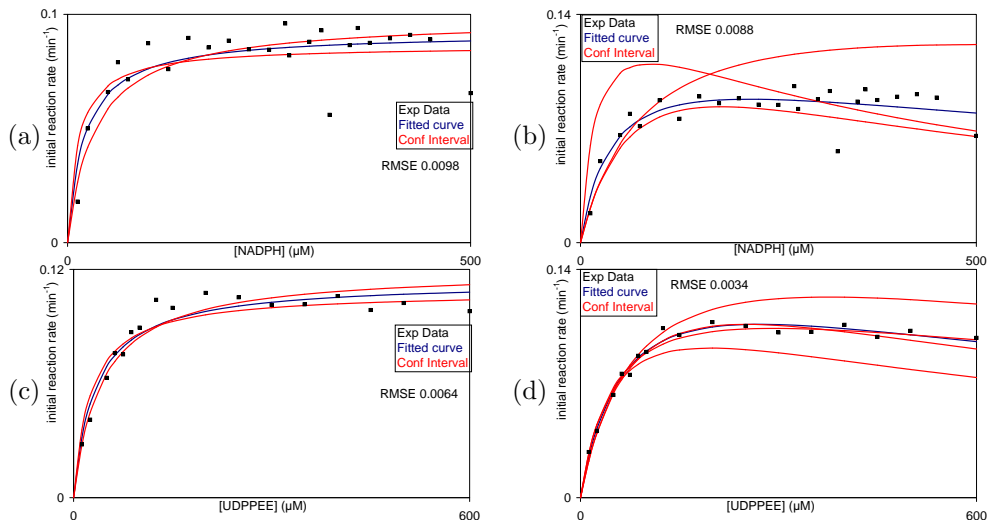 (a)
initial reaction rate (min⁻¹)
0.1
0
Exp Data
Fitted curve
Conf Interval
RMSE 0.0098
0
[NADPH] (µM)
500
(b)
initial reaction rate (min⁻¹)
0.14
0
Exp Data
Fitted curve
Conf Interval
RMSE 0.0088
0
[NADPH] (µM)
500
(c)
initial reaction rate (min⁻¹)
0.12
0
Exp Data
Fitted curve
Conf Interval
RMSE 0.0064
0
[UDPPEE] (µM)
600
(d)
initial reaction rate (min⁻¹)
0.14
0
Exp Data
Fitted curve
Conf Interval
RMSE 0.0034
0
[UDPPEE] (µM)
600